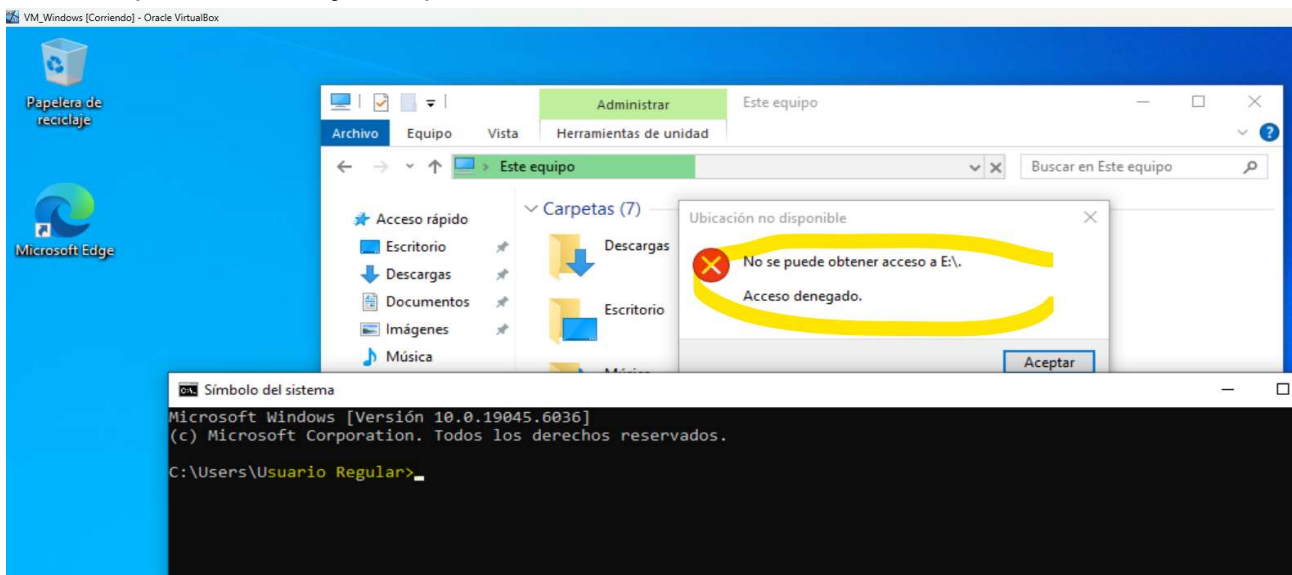 VM_Windows [Corriendo] - Oracle VirtualBox
Papelera de
reciclaje
Microsoft Edge
Administrar
Este equipo
Archivo
Equipo
Vista
Herramientas de unidad
Este equipo
Buscar en Este equipo
Acceso rápido
Escritorio
Descargas
Documentos
Imágenes
Música
Carpetas (7)
Descargas
Escritorio
Ubicación no disponible
No se puede obtener acceso a E:\.
Acceso denegado.
Aceptar
Símbolo del sistema
Microsoft Windows [Versión 10.0.19045.6036]
(c) Microsoft Corporation. Todos los derechos reservados.
C:\Users\Usuario Regular>